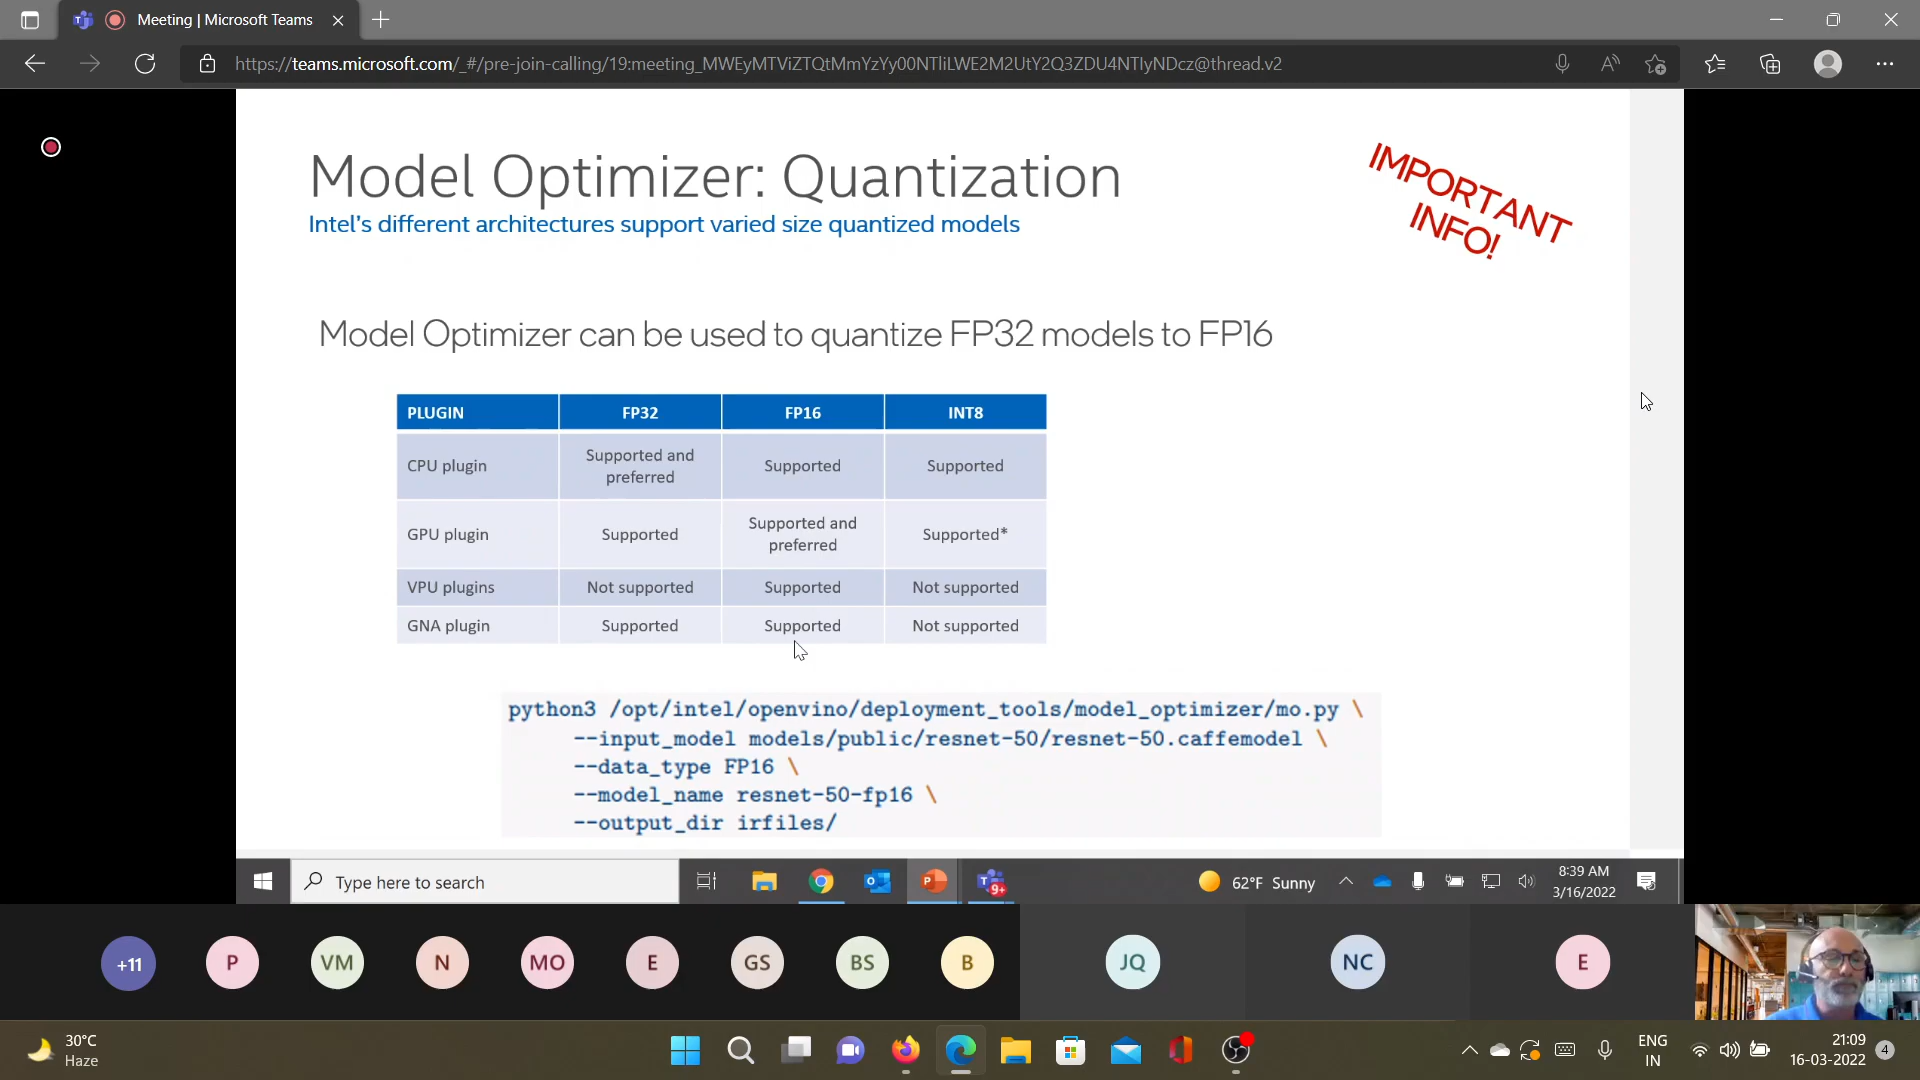 Meeting | Microsoft Teams
https://teams.microsoft.com/_#/pre-join-calling/19:meeting_MWEyMTViZTQtMmYzYy00NTliLWE2M2UtY2Q3ZDU4NTIyNDcz@thread.v2
Model Optimizer: Quantization
IMPORTANT
INFO!
Intel's different architectures support varied size quantized models
Model Optimizer can be used to quantize FP32 models to FP16
PLUGIN FP32 FP16 INT8
CPU plugin Supported and preferred Supported Supported
GPU plugin Supported Supported and preferred Supported*
VPU plugins Not supported Supported Not supported
GNA plugin Supported Supported Not supported
python3 /opt/intel/openvino/deployment_tools/model_optimizer/mo.py \
--input_model models/public/resnet-50/resnet-50.caffemodel \
--data_type FP16 \
--model_name resnet-50-fp16 \
--output_dir irfiles/
Type here to search
9+
62°F Sunny
8:39 AM
3/16/2022
+11 P VM N MO E GS BS B JQ NC E
30°C
Haze
ENG
IN
21:09
16-03-2022
4